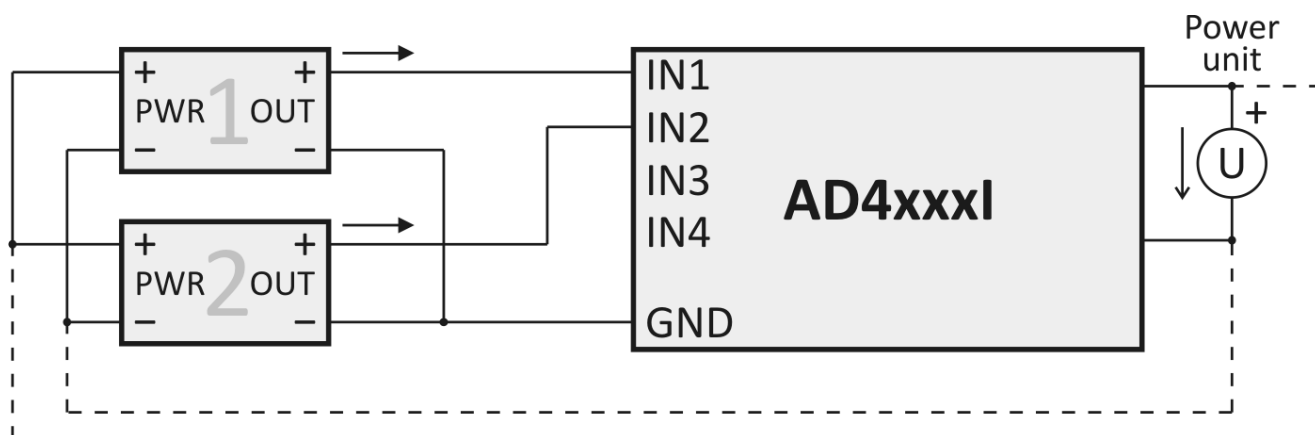 Power
unit
+ +
PWR 1 OUT
− −
+ +
PWR 2 OUT
− −
IN1
IN2
IN3
IN4
GND
AD4xxxI
+
U